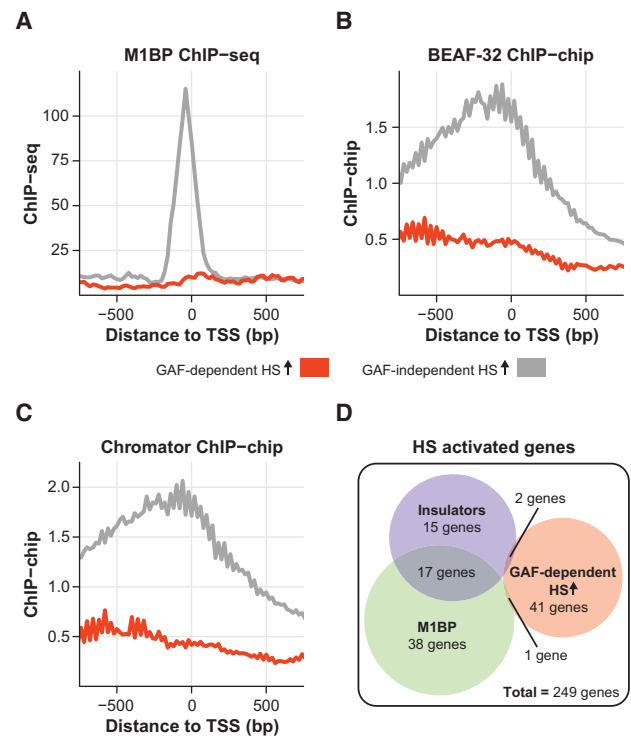 A
M1BP ChIP−seq
ChIP−seq
100
75
50
25
−500
0
500
Distance to TSS (bp)
B
BEAF-32 ChIP−chip
ChIP−chip
1.5
1.0
0.5
−500
0
500
Distance to TSS (bp)
GAF-dependent HS↑
GAF-independent HS↑
C
Chromator ChIP−chip
ChIP−chip
2.0
1.5
1.0
0.5
−500
0
500
Distance to TSS (bp)
D
HS activated genes
Insulators
15 genes
2 genes
17 genes
GAF-dependent
HS↑
41 genes
M1BP
38 genes
1 gene
Total = 249 genes